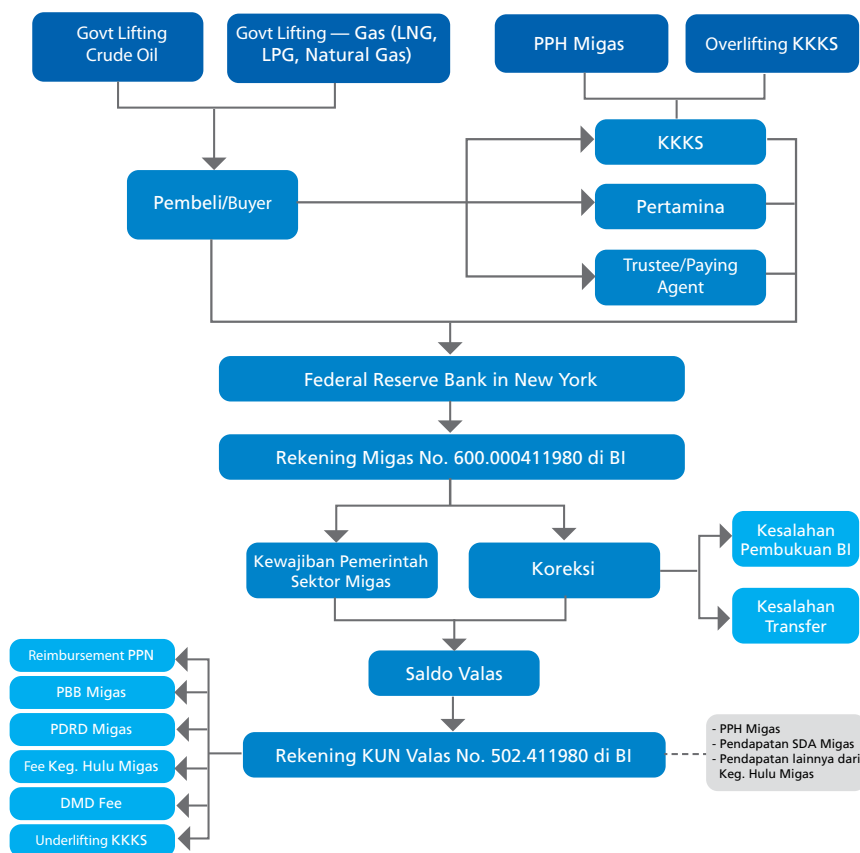 Govt Lifting
Crude Oil
Govt Lifting — Gas (LNG,
LPG, Natural Gas)
PPH Migas
Overlifting KKKS
KKKS
Pembeli/Buyer
Pertamina
Trustee/Paying
Agent
Federal Reserve Bank in New York
Rekening Migas No. 600.000411980 di BI
Kewajiban Pemerintah
Sektor Migas
Koreksi
Kesalahan
Pembukuan BI
Kesalahan
Transfer
Saldo Valas
Reimbursement PPN
PBB Migas
PDRD Migas
Fee Keg. Hulu Migas
DMD Fee
Underlifting KKKS
Rekening KUN Valas No. 502.411980 di BI
- PPH Migas
- Pendapatan SDA Migas
- Pendapatan lainnya dari
Keg. Hulu Migas